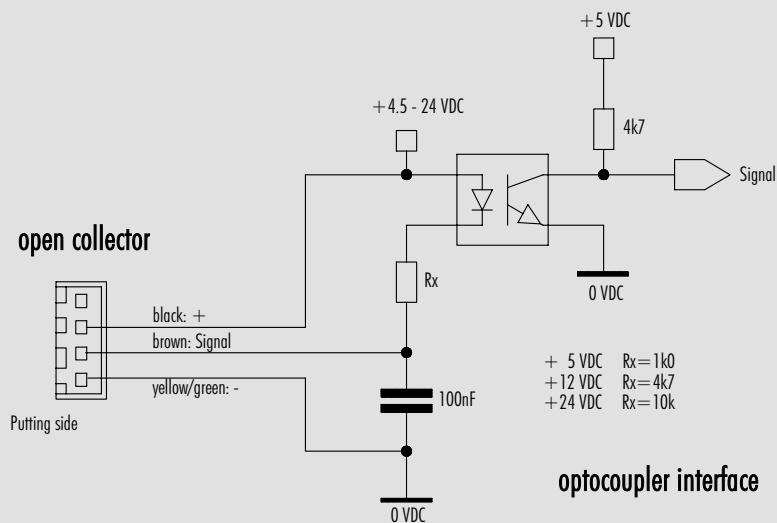 +5 VDC
+4.5 - 24 VDC
4k7
Signal
open collector
Rx
0 VDC
black: +
brown: Signal
yellow/green: -
+ 5 VDC Rx=1k0
+12 VDC Rx=4k7
+24 VDC Rx=10k
100nF
Putting side
optocoupler interface
0 VDC